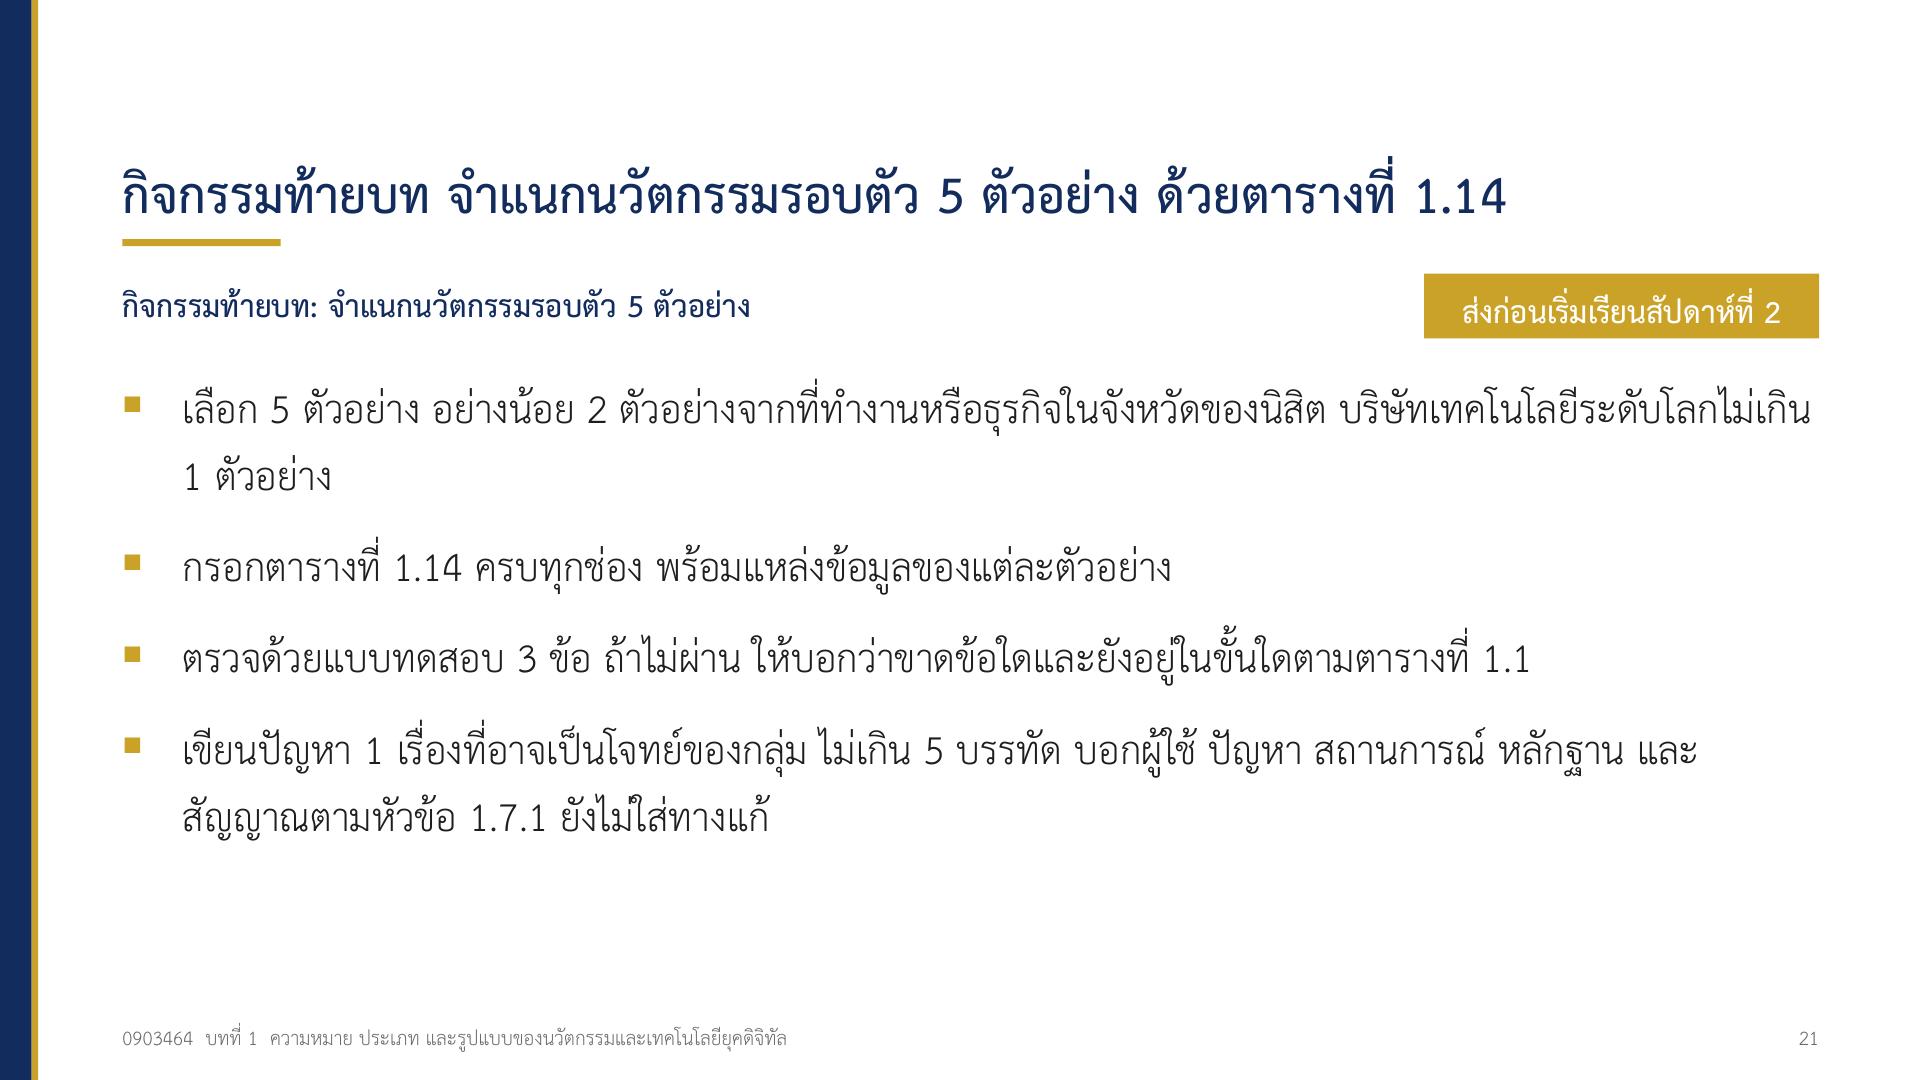 กิจกรรมท้ายบท จำแนกนวัตกรรมรอบตัว 5 ตัวอย่าง ด้วยตารางที่ 1.14
กิจกรรมท้ายบท: จำแนกนวัตกรรมรอบตัว 5 ตัวอย่าง
ส่งก่อนเริ่มเรียนสัปดาห์ที่ 2
▪ เลือก 5 ตัวอย่าง อย่างน้อย 2 ตัวอย่างจากที่ทำงานหรือธุรกิจในจังหวัดของนิสิต บริษัทเทคโนโลยีระดับโลกไม่เกิน
1 ตัวอย่าง
▪ กรอกตารางที่ 1.14 ครบทุกช่อง พร้อมแหล่งข้อมูลของแต่ละตัวอย่าง
▪ ตรวจด้วยแบบทดสอบ 3 ข้อ ถ้าไม่ผ่าน ให้บอกว่าขาดข้อใดและยังอยู่ในขั้นใดตามตารางที่ 1.1
▪ เขียนปัญหา 1 เรื่องที่อาจเป็นโจทย์ของกลุ่ม ไม่เกิน 5 บรรทัด บอกผู้ใช้ ปัญหา สถานการณ์ หลักฐาน และ
สัญญาณตามหัวข้อ 1.7.1 ยังไม่ใส่ทางแก้
0903464 บทที่ 1 ความหมาย ประเภท และรูปแบบของนวัตกรรมและเทคโนโลยียุคดิจิทัล
21